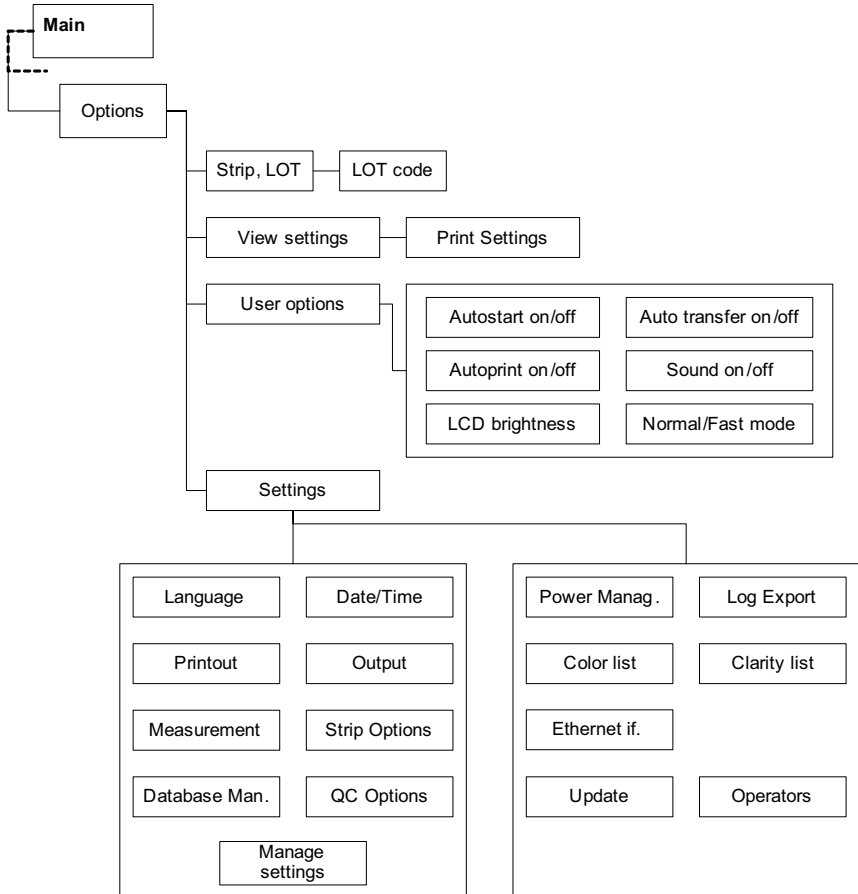 Main
Options
Strip, LOT
LOT code
View settings
Print Settings
User options
Autostart on/off
Auto transfer on/off
Autoprint on/off
Sound on/off
LCD brightness
Normal/Fast mode
Settings
Language
Date/Time
Printout
Output
Measurement
Strip Options
Database Man.
QC Options
Manage
settings
Power Manag.
Log Export
Color list
Clarity list
Ethernet if.
Update
Operators